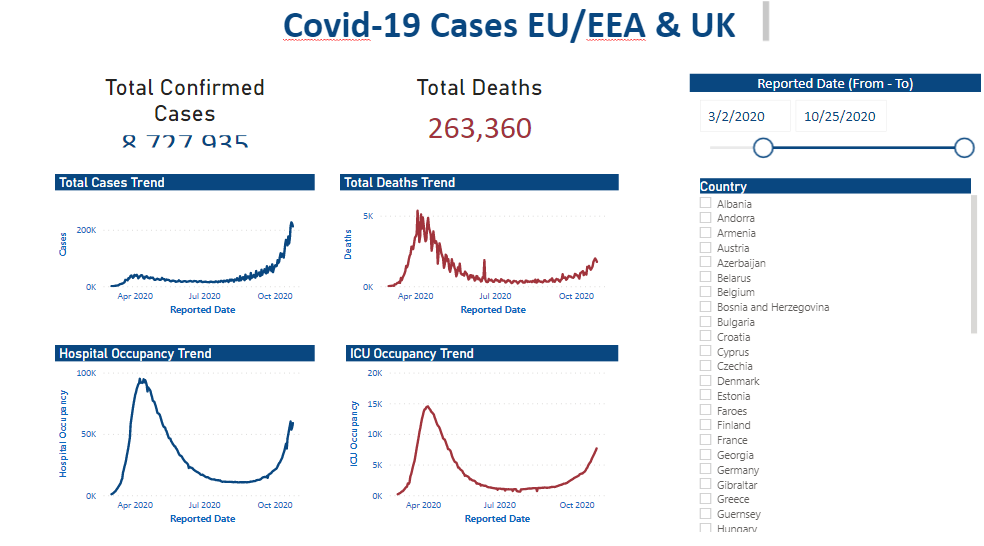 Covid-19 Cases EU/EEA & UK
Total Confirmed
Cases
8,727,935
Total Deaths
263,360
Reported Date (From - To)
3/2/2020
10/25/2020
Total Cases Trend
Cases
200K
0K
Apr 2020
Jul 2020
Oct 2020
Reported Date
Total Deaths Trend
Deaths
5K
0K
Apr 2020
Jul 2020
Oct 2020
Reported Date
Hospital Occupancy Trend
Hospital Occupancy
100K
50K
0K
Apr 2020
Jul 2020
Oct 2020
Reported Date
ICU Occupancy Trend
ICU Occupancy
20K
15K
10K
5K
0K
Apr 2020
Jul 2020
Oct 2020
Reported Date
Country
Albania
Andorra
Armenia
Austria
Azerbaijan
Belarus
Belgium
Bosnia and Herzegovina
Bulgaria
Croatia
Cyprus
Czechia
Denmark
Estonia
Faroes
Finland
France
Georgia
Germany
Gibraltar
Greece
Guernsey
Hungary